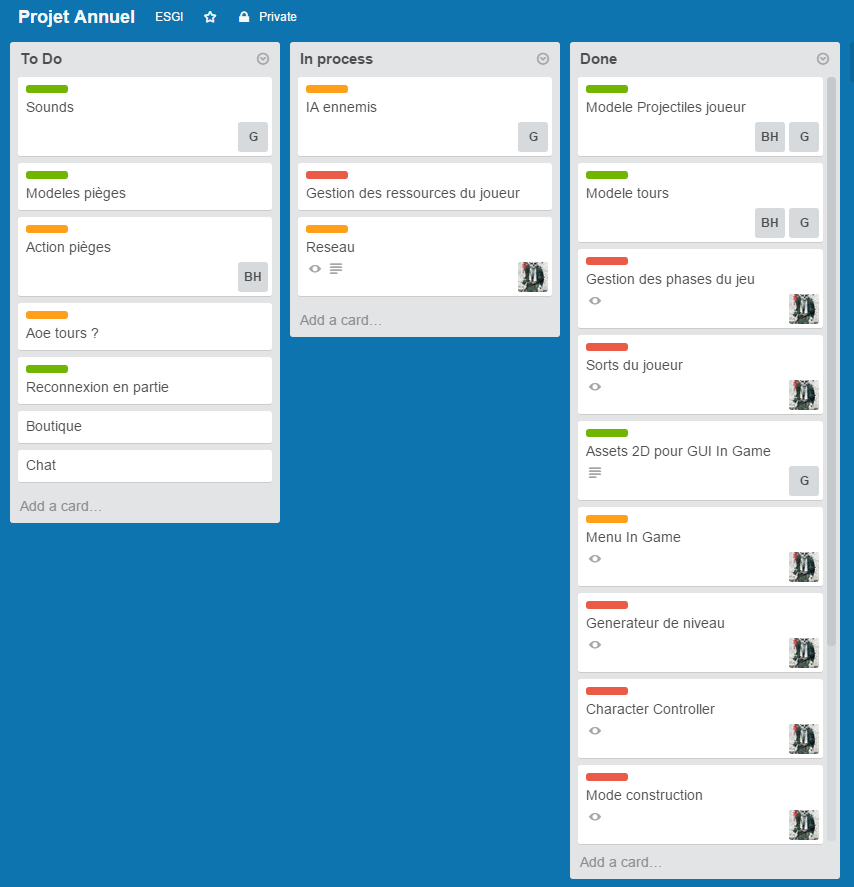 Projet Annuel ESGI Private
To Do
Sounds
G
Modeles pièges
Action pièges
BH
Aoe tours ?
Reconnexion en partie
Boutique
Chat
Add a card…
In process
IA ennemis
G
Gestion des ressources du joueur
Reseau
Add a card…
Done
Modele Projectiles joueur
BH G
Modele tours
BH G
Gestion des phases du jeu
Sorts du joueur
Assets 2D pour GUI In Game
G
Menu In Game
Generateur de niveau
Character Controller
Mode construction
Add a card…